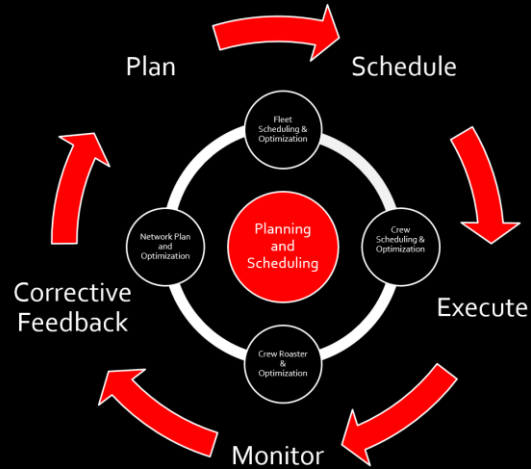 Plan
Schedule
Fleet
Scheduling &
Optimization
Network Plan
and
Optimization
Planning
and
Scheduling
Crew
Scheduling &
Optimization
Corrective
Feedback
Execute
Crew Roaster
&
Optimization
Monitor